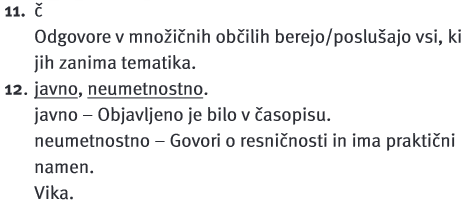 11. č
Odgovore v množičnih občilih berejo/poslušajo vsi, ki
jih zanima tematika.
12. javno, neumetnostno.
javno – Objavljeno je bilo v časopisu.
neumetnostno – Govori o resničnosti in ima praktični
namen.
Vika.